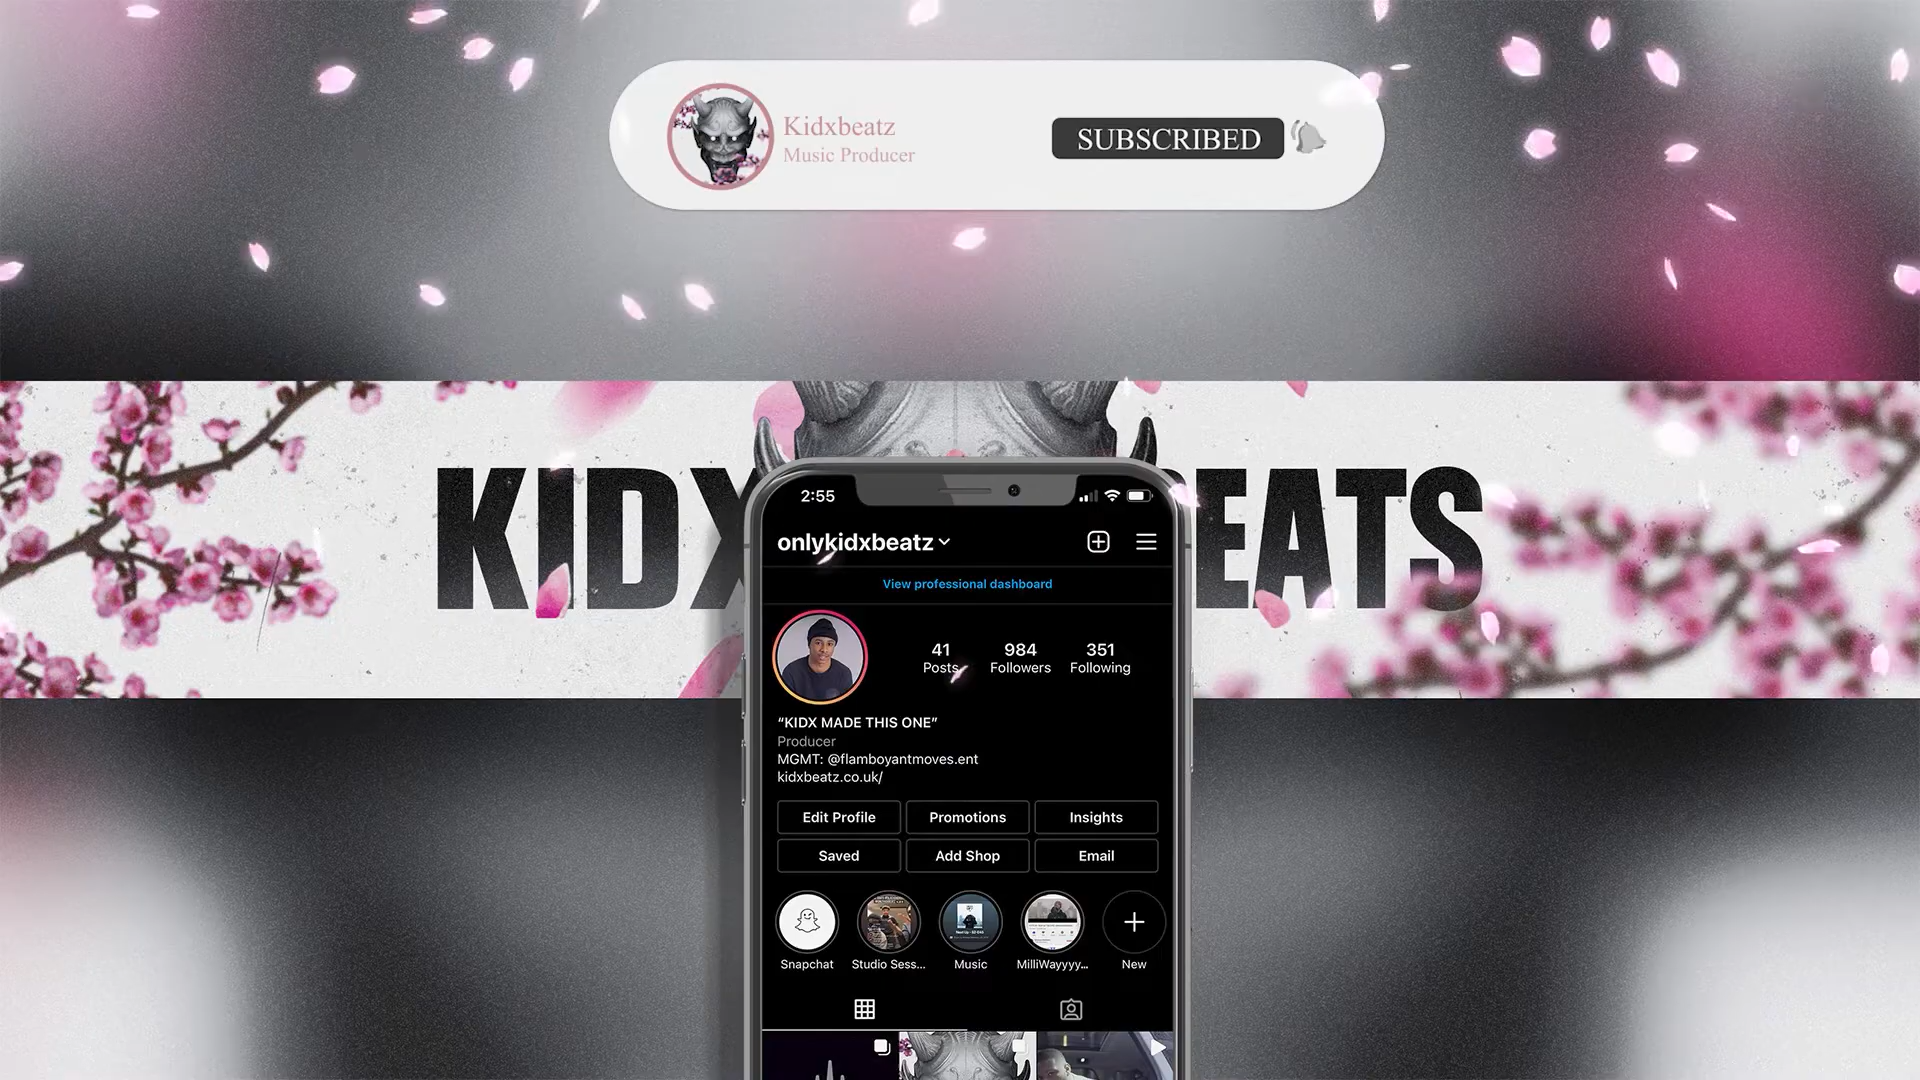 Kidxbeatz
Music Producer
SUBSCRIBED
KIDX
EATS
2:55
onlykidxbeatz
View professional dashboard
41
984
351
Posts
Followers
Following
“KIDX MADE THIS ONE”
Producer
MGMT: @flamboyantmoves.ent
kidxbeatz.co.uk/
Edit Profile
Promotions
Insights
Saved
Add Shop
Email
Snapchat
Studio Sess...
Music
MilliWayyyy...
New